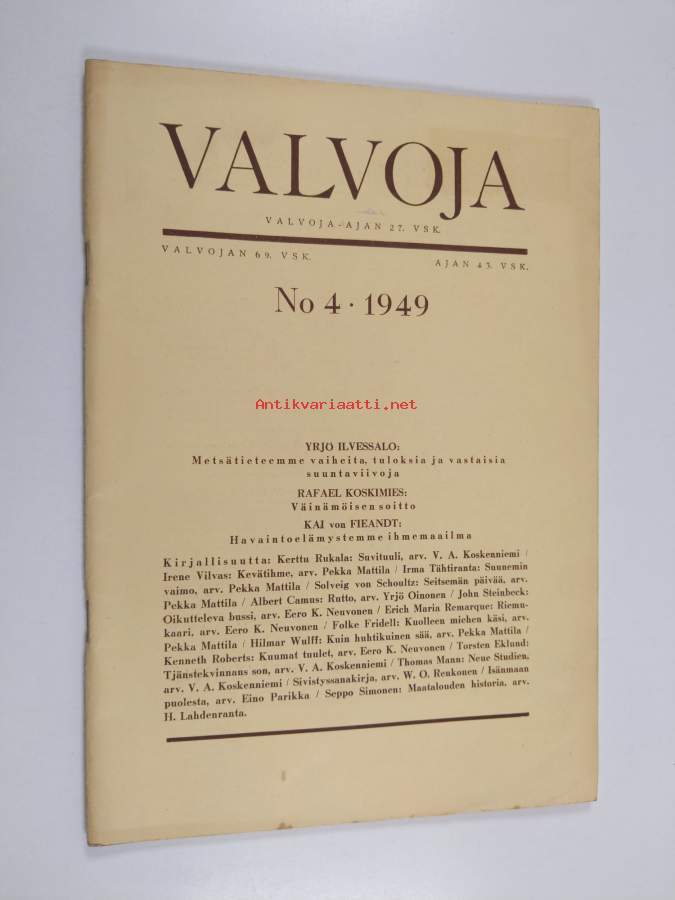 VALVOJA
VALVOJA-AJAN 27. VSK.
VALVOJAN 69. VSK.
AJAN 43. VSK.
No 4 · 1949
Antikvariaatti.net
YRJÖ ILVESSALO:
Metsätieteemme vaiheita, tuloksia ja vastaisia
suuntaviivoja
RAFAEL KOSKIMIES:
Väinämöisen soitto
KAI von FIEANDT:
Havaintoelämystemme ihmemaailma
Kirjallisuutta: Kerttu Rukala: Suvituuli, arv. V. A. Koskenniemi /
Irene Vilvas: Kevätihme, arv. Pekka Mattila / Irma Tähtiranta: Suunemin
vaimo, arv. Pekka Mattila / Solveig von Schoultz: Seitsemän päivää, arv.
Pekka Mattila / Albert Camus: Rutto, arv. Yrjö Oinonen / John Steinbeck:
Oikutteleva bussi, arv. Eero K. Neuvonen / Erich Maria Remarque: Riemu-
kaari, arv. Eero K. Neuvonen / Folke Fridell: Kuolleen miehen käsi, arv.
Pekka Mattila / Hilmar Wulff: Kuin huhtikuinen sää, arv. Pekka Mattila /
Kenneth Roberts: Kuumat tuulet, arv. Eero K. Neuvonen / Torsten Eklund:
Tjänstekvinnans son, arv. V. A. Koskenniemi / Thomas Mann: Neue Studien,
arv. V. A. Koskenniemi / Sivistyssanakirja, arv. W. O. Renkonen / Isänmaan
puolesta, arv. Eino Parikka / Seppo Simonen: Maatalouden historia, arv.
H. Lahdenranta.